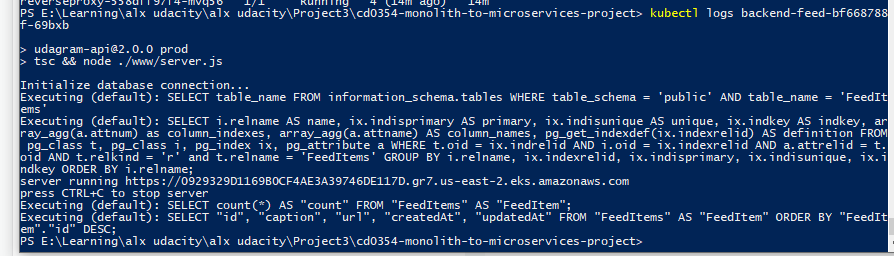 reverseproxy-558dff97f4-mvq56   1/1     Running   4 (14m ago)   14m
PS E:\Learning\alx udacity\alx udacity\Project3\cd0354-monolith-to-microservices-project> kubectl logs backend-feed-bf668788
f-69bxb

> udagram-api@2.0.0 prod
> tsc && node ./www/server.js

Initialize database connection...
Executing (default): SELECT table_name FROM information_schema.tables WHERE table_schema = 'public' AND table_name = 'FeedIt
ems'
Executing (default): SELECT i.relname AS name, ix.indisprimary AS primary, ix.indisunique AS unique, ix.indkey AS indkey, ar
ray_agg(a.attnum) as column_indexes, array_agg(a.attname) AS column_names, pg_get_indexdef(ix.indexrelid) AS definition FROM
 pg_class t, pg_class i, pg_index ix, pg_attribute a WHERE t.oid = ix.indrelid AND i.oid = ix.indexrelid AND a.attrelid = t.
oid AND t.relkind = 'r' and t.relname = 'FeedItems' GROUP BY i.relname, ix.indexrelid, ix.indisprimary, ix.indisunique, ix.i
ndkey ORDER BY i.relname;
server running https://0929329D1169B0CF4AE3A39746DE117D.gr7.us-east-2.eks.amazonaws.com
press CTRL+C to stop server
Executing (default): SELECT count(*) AS "count" FROM "FeedItems" AS "FeedItem";
Executing (default): SELECT "id", "caption", "url", "createdAt", "updatedAt" FROM "FeedItems" AS "FeedItem" ORDER BY "FeedIt
em"."id" DESC;
PS E:\Learning\alx udacity\alx udacity\Project3\cd0354-monolith-to-microservices-project>